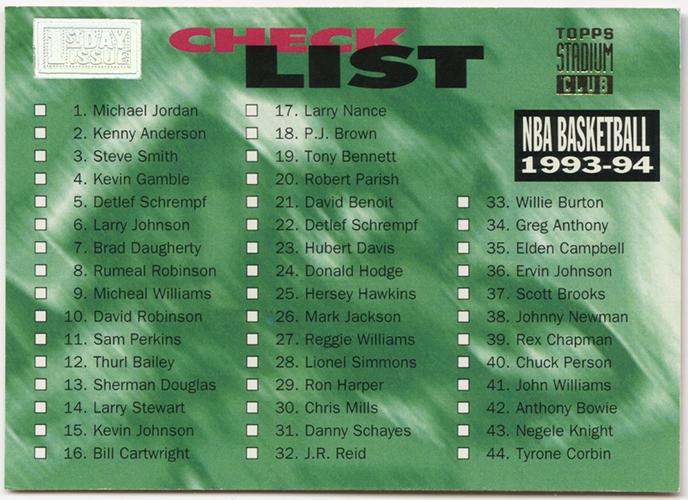 1ST DAY ISSUE
CHECK
LIST
TOPPS
STADIUM
CLUB
NBA BASKETBALL
1993-94
1. Michael Jordan
2. Kenny Anderson
3. Steve Smith
4. Kevin Gamble
5. Detlef Schrempf
6. Larry Johnson
7. Brad Daugherty
8. Rumeal Robinson
9. Micheal Williams
10. David Robinson
11. Sam Perkins
12. Thurl Bailey
13. Sherman Douglas
14. Larry Stewart
15. Kevin Johnson
16. Bill Cartwright
17. Larry Nance
18. P.J. Brown
19. Tony Bennett
20. Robert Parish
21. David Benoit
22. Detlef Schrempf
23. Hubert Davis
24. Donald Hodge
25. Hersey Hawkins
26. Mark Jackson
27. Reggie Williams
28. Lionel Simmons
29. Ron Harper
30. Chris Mills
31. Danny Schayes
32. J.R. Reid
33. Willie Burton
34. Greg Anthony
35. Elden Campbell
36. Ervin Johnson
37. Scott Brooks
38. Johnny Newman
39. Rex Chapman
40. Chuck Person
41. John Williams
42. Anthony Bowie
43. Negele Knight
44. Tyrone Corbin